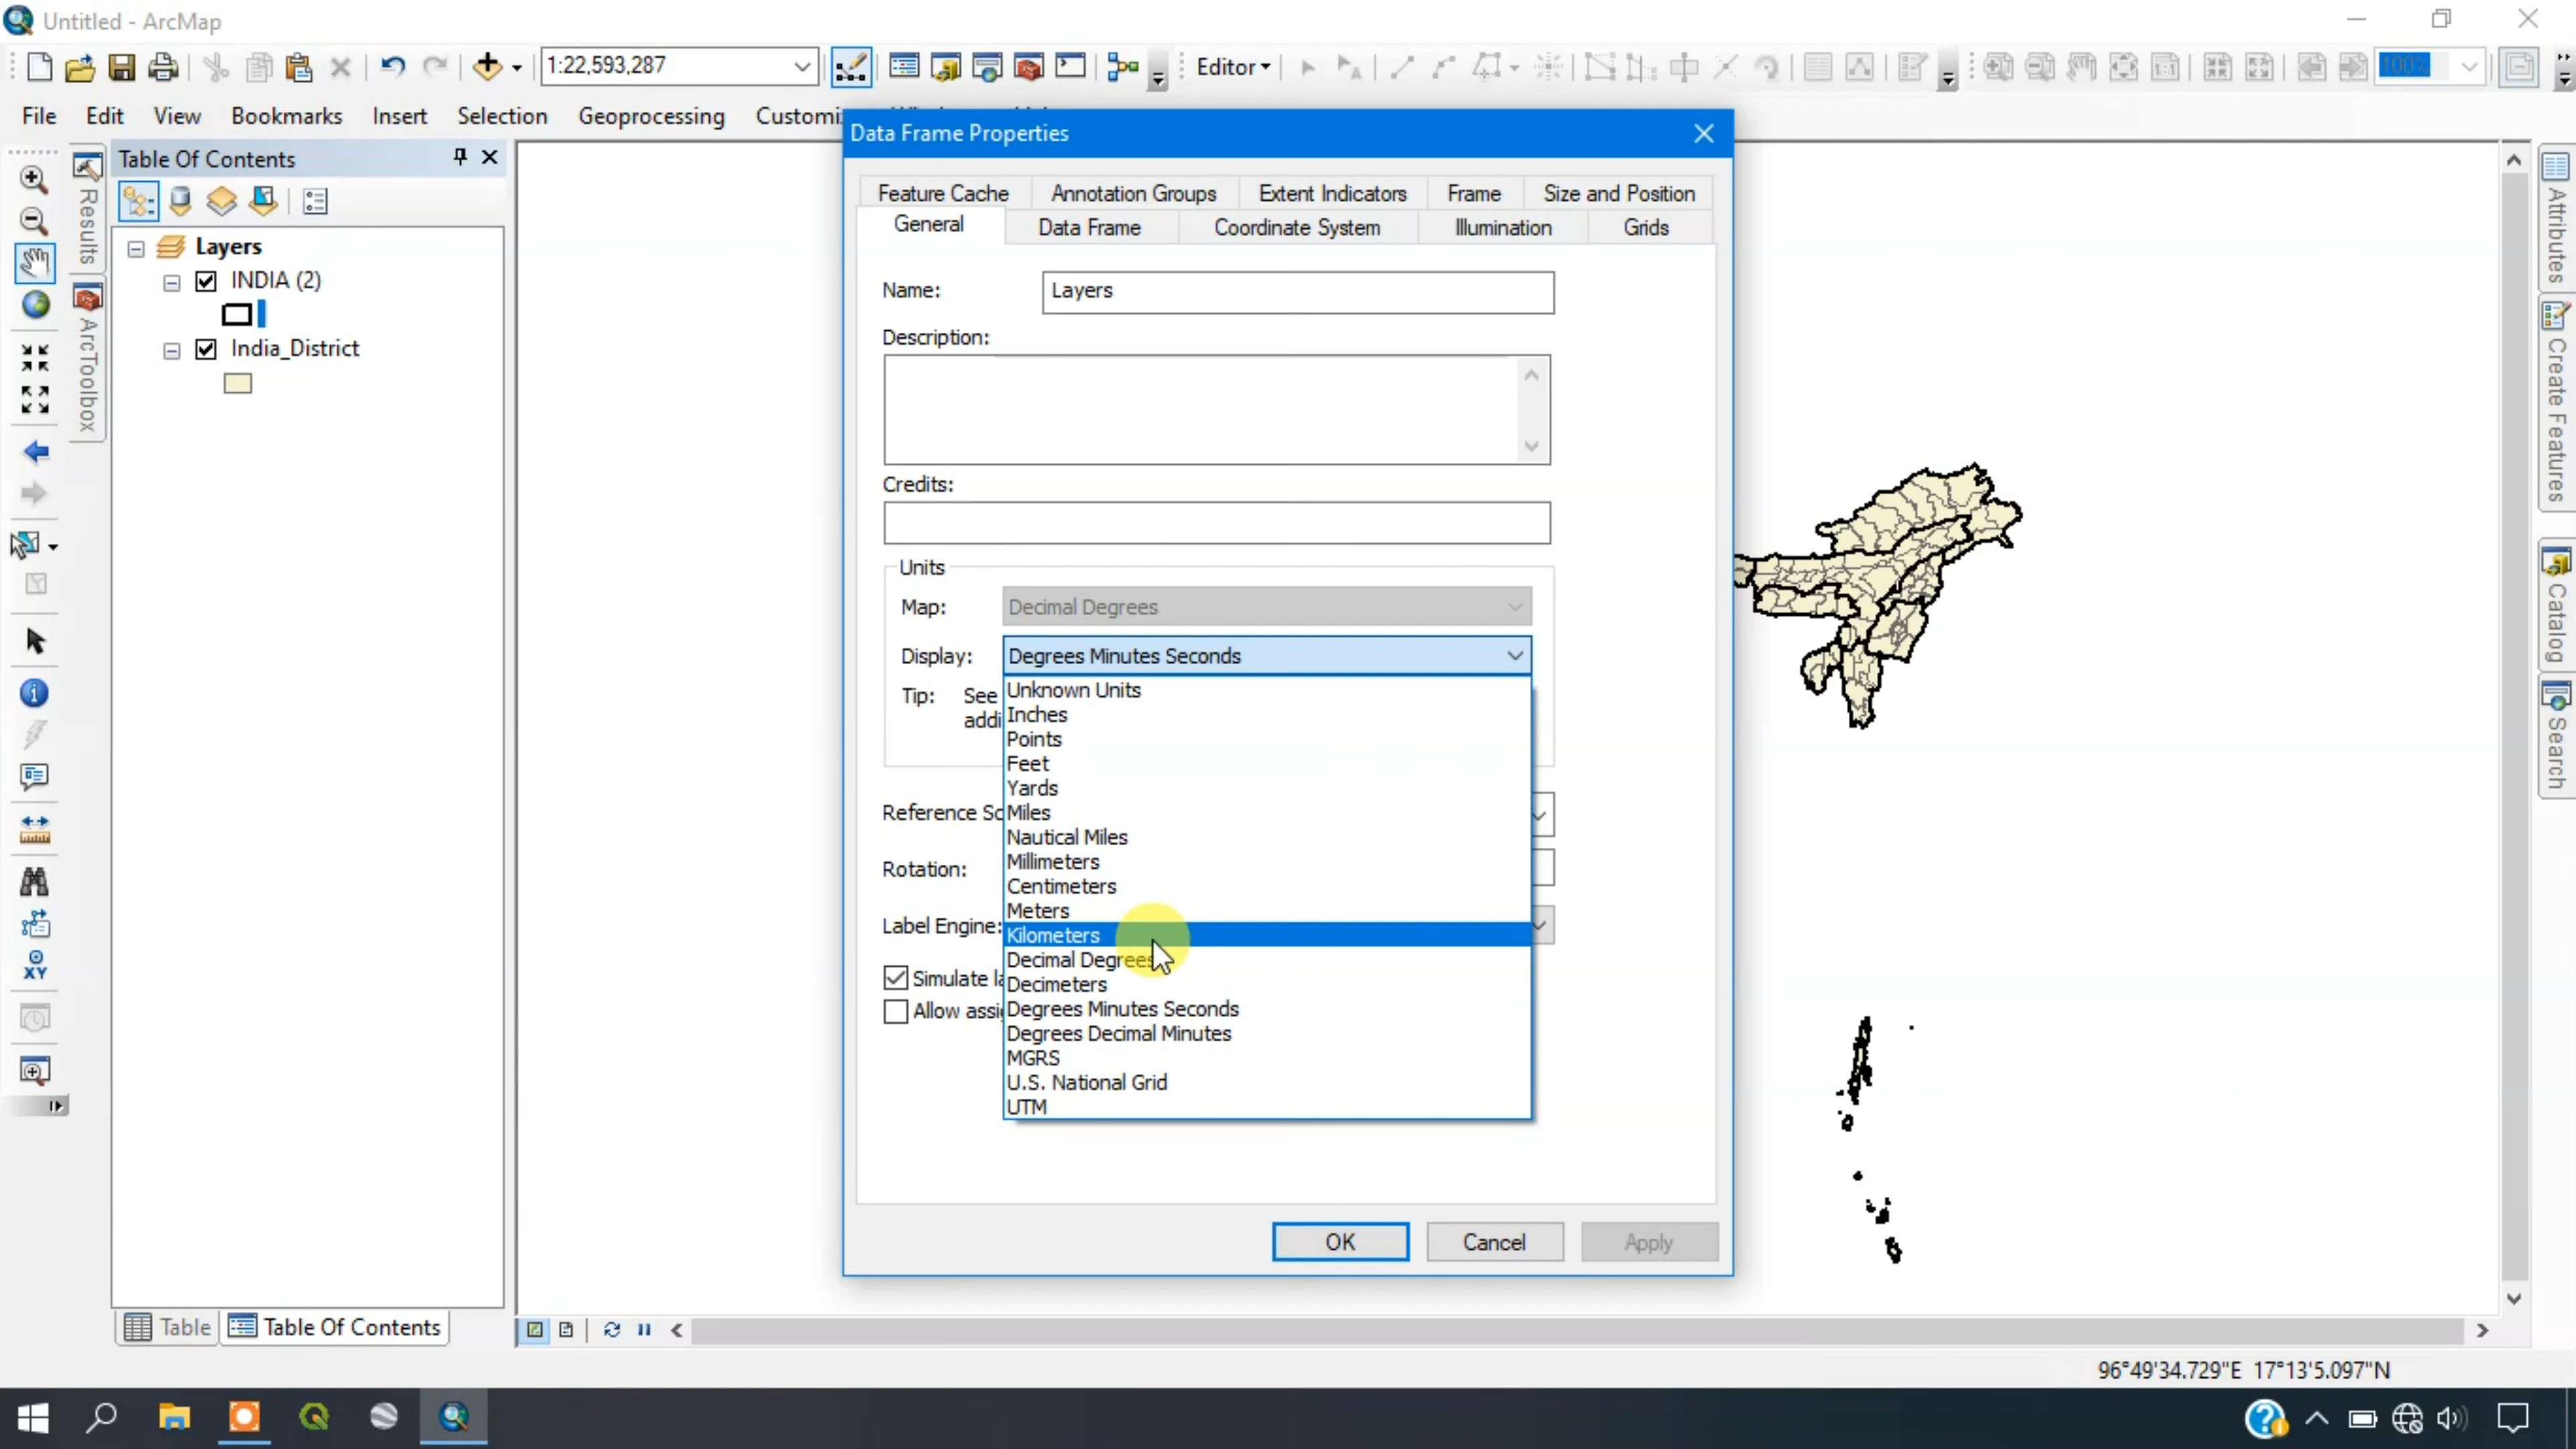 Untitled - ArcMap
1:22,593,287
Editor
100%
File Edit View Bookmarks Insert Selection Geoprocessing
Table Of Contents
Results
ArcToolbox
Layers
INDIA (2)
India_District
Data Frame Properties
Feature Cache Annotation Groups Extent Indicators Frame Size and Position
General Data Frame Coordinate System Illumination Grids
Name: Layers
Description:
Credits:
Units
Map: Decimal Degrees
Display: Degrees Minutes Seconds
Tip: See
Unknown Units
Inches
Points
Feet
Yards
Miles
Nautical Miles
Millimeters
Centimeters
Meters
Kilometers
Decimal Degrees
Decimeters
Degrees Minutes Seconds
Degrees Decimal Minutes
MGRS
U.S. National Grid
UTM
Reference
Rotation:
Label Engine:
Simulate
Allow
OK Cancel Apply
Attributes
Create Features
Catalog
Search
XY
Table Table Of Contents
96°49'34.729"E 17°13'5.097"N